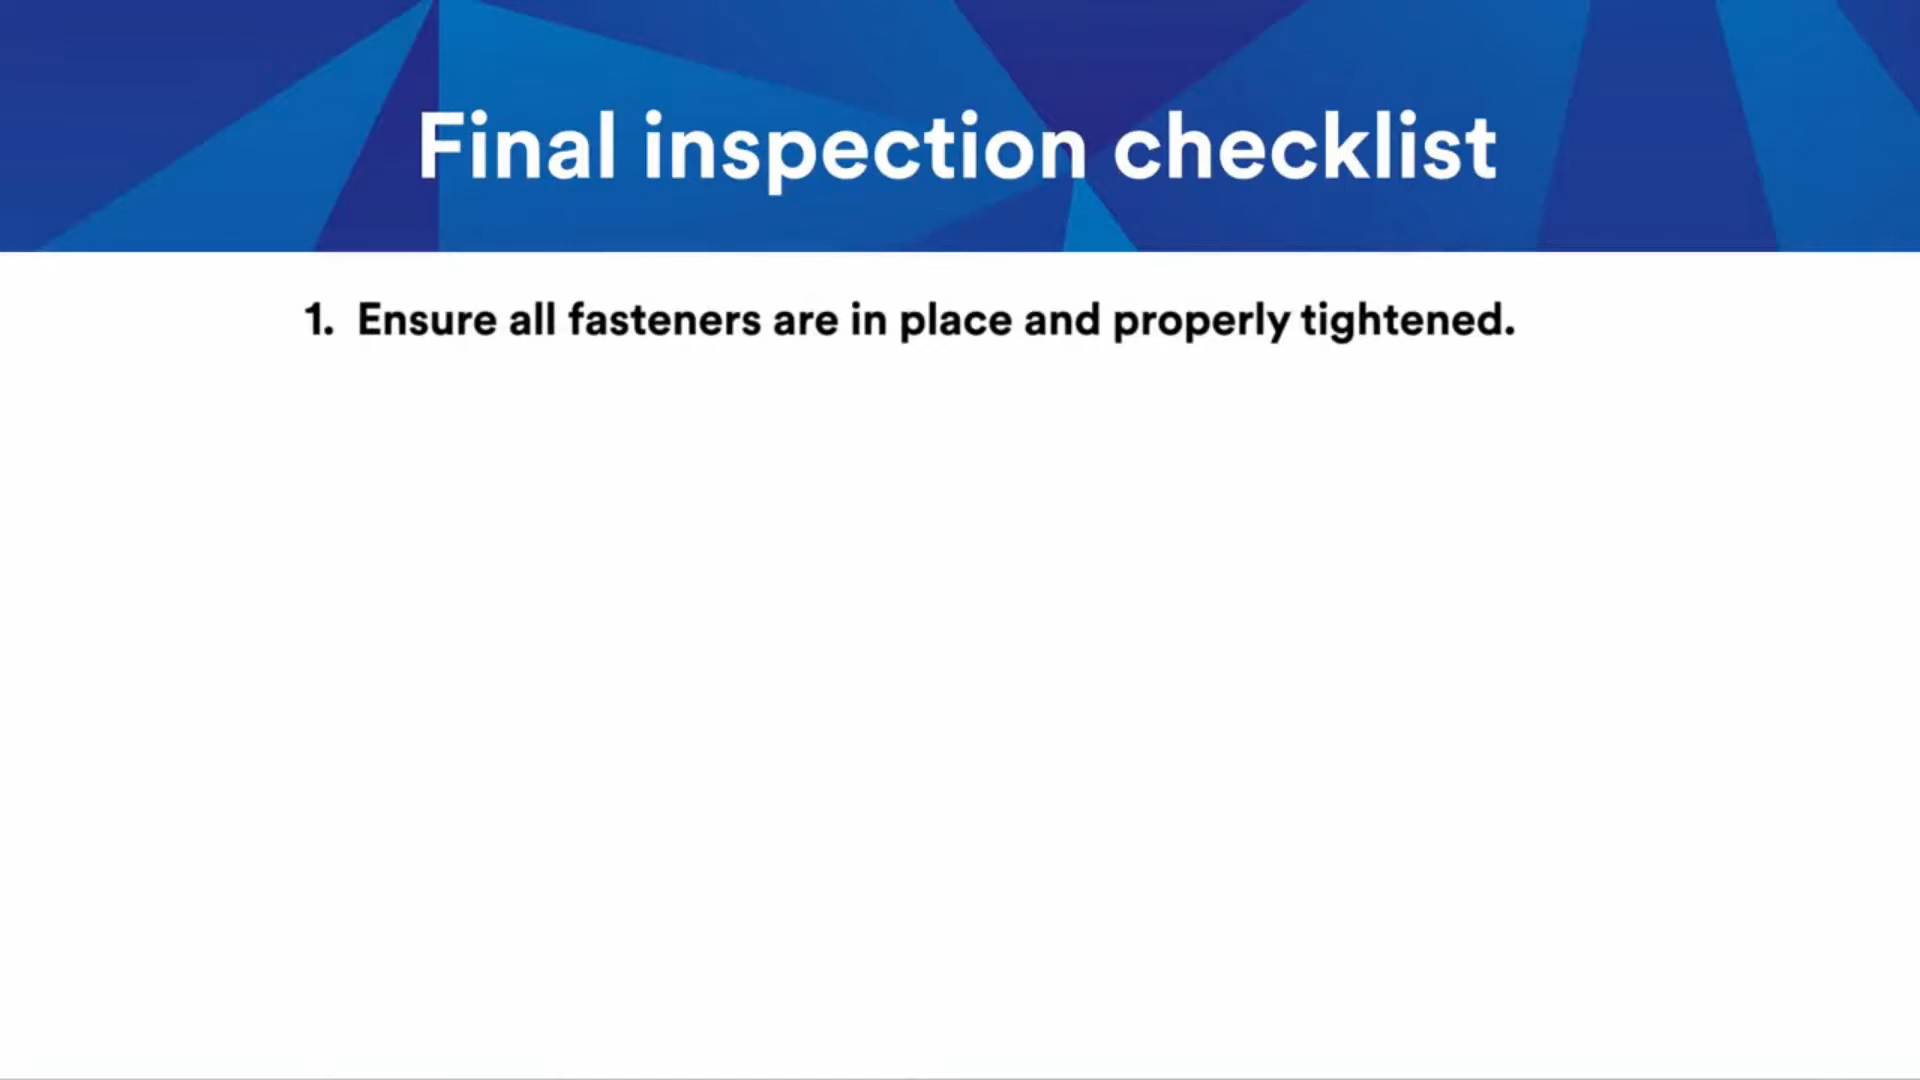 Final inspection checklist
1. Ensure all fasteners are in place and properly tightened.